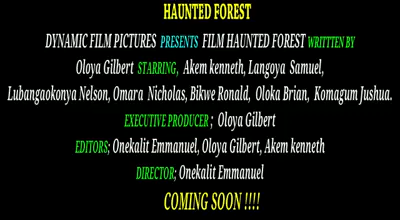 HAUNTED FOREST
DYNAMIC FILM PICTURES PRESENTS FILM HAUNTED FOREST WRITTTEN BY
Oloya Gilbert STARRING, Akem kenneth, Langoya Samuel,
Lubangaokonya Nelson, Omara Nicholas, Bikwe Ronald, Oloka Brian, Komagum Jushua.
EXECUTIVE PRODUCER ; Oloya Gilbert
EDITORS; Onekalit Emmanuel, Oloya Gilbert, Akem kenneth
DIRECTOR; Onekalit Emmanuel
COMING SOON !!!!